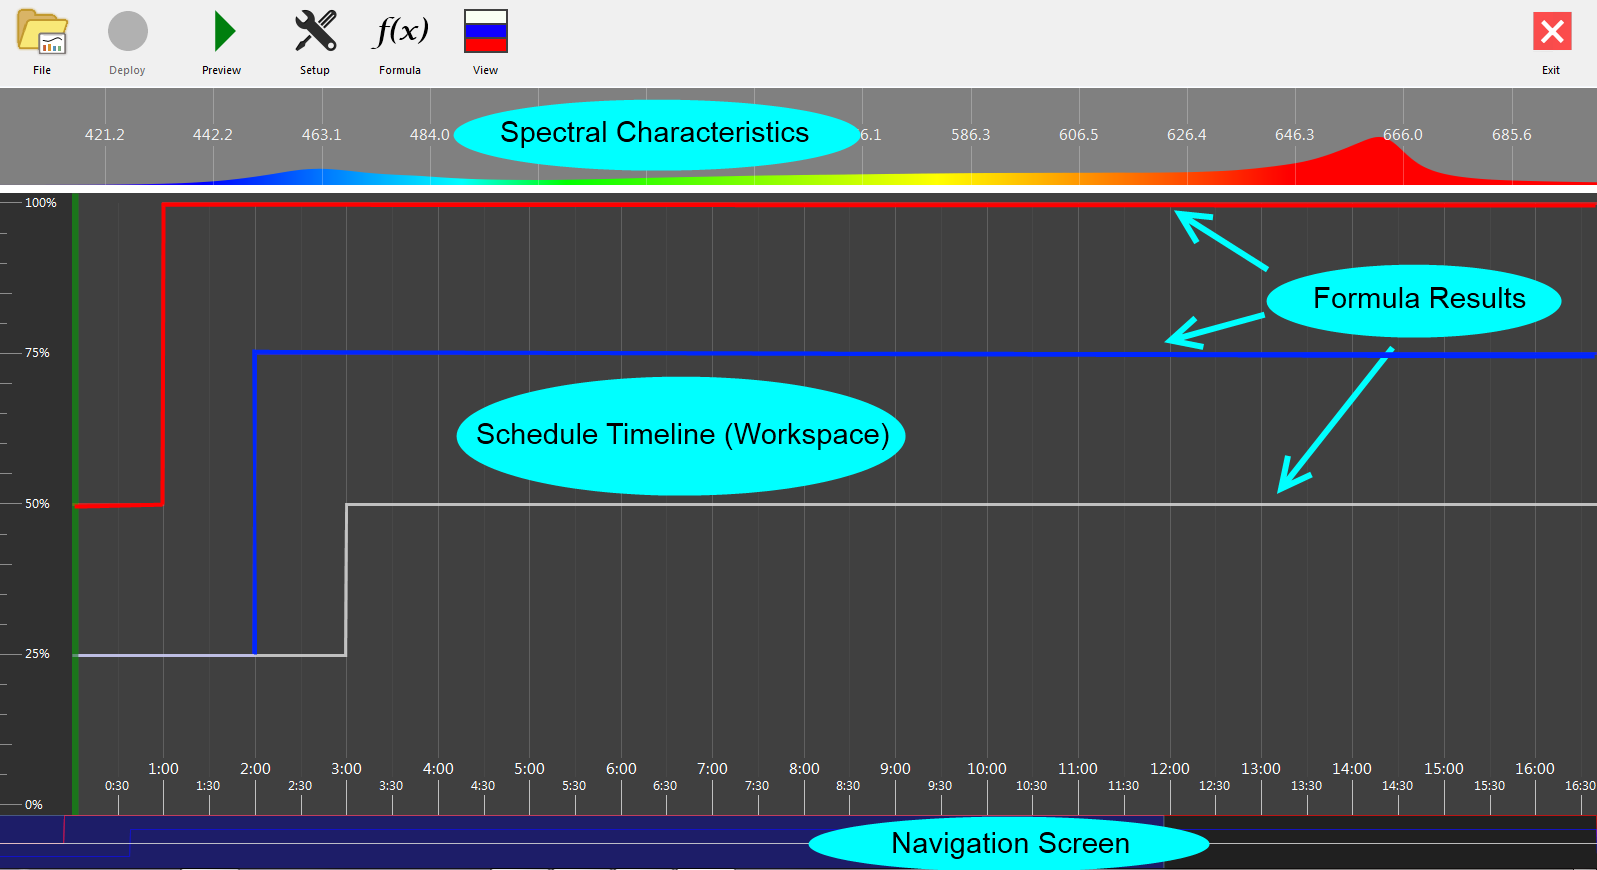 File
Deploy
Preview
Setup
f(x)
Formula
View
Exit
421.2 442.2 463.1 484.0 6.1 586.3 606.5 626.4 646.3 666.0 685.6
Spectral Characteristics
100%
75%
50%
25%
0%
Formula Results
Schedule Timeline (Workspace)
1:00 2:00 3:00 4:00 5:00 6:00 7:00 8:00 9:00 10:00 11:00 12:00 13:00 14:00 15:00 16:00
0:30 1:30 2:30 3:30 4:30 5:30 6:30 7:30 8:30 9:30 10:30 11:30 12:30 13:30 14:30 15:30 16:30
Navigation Screen